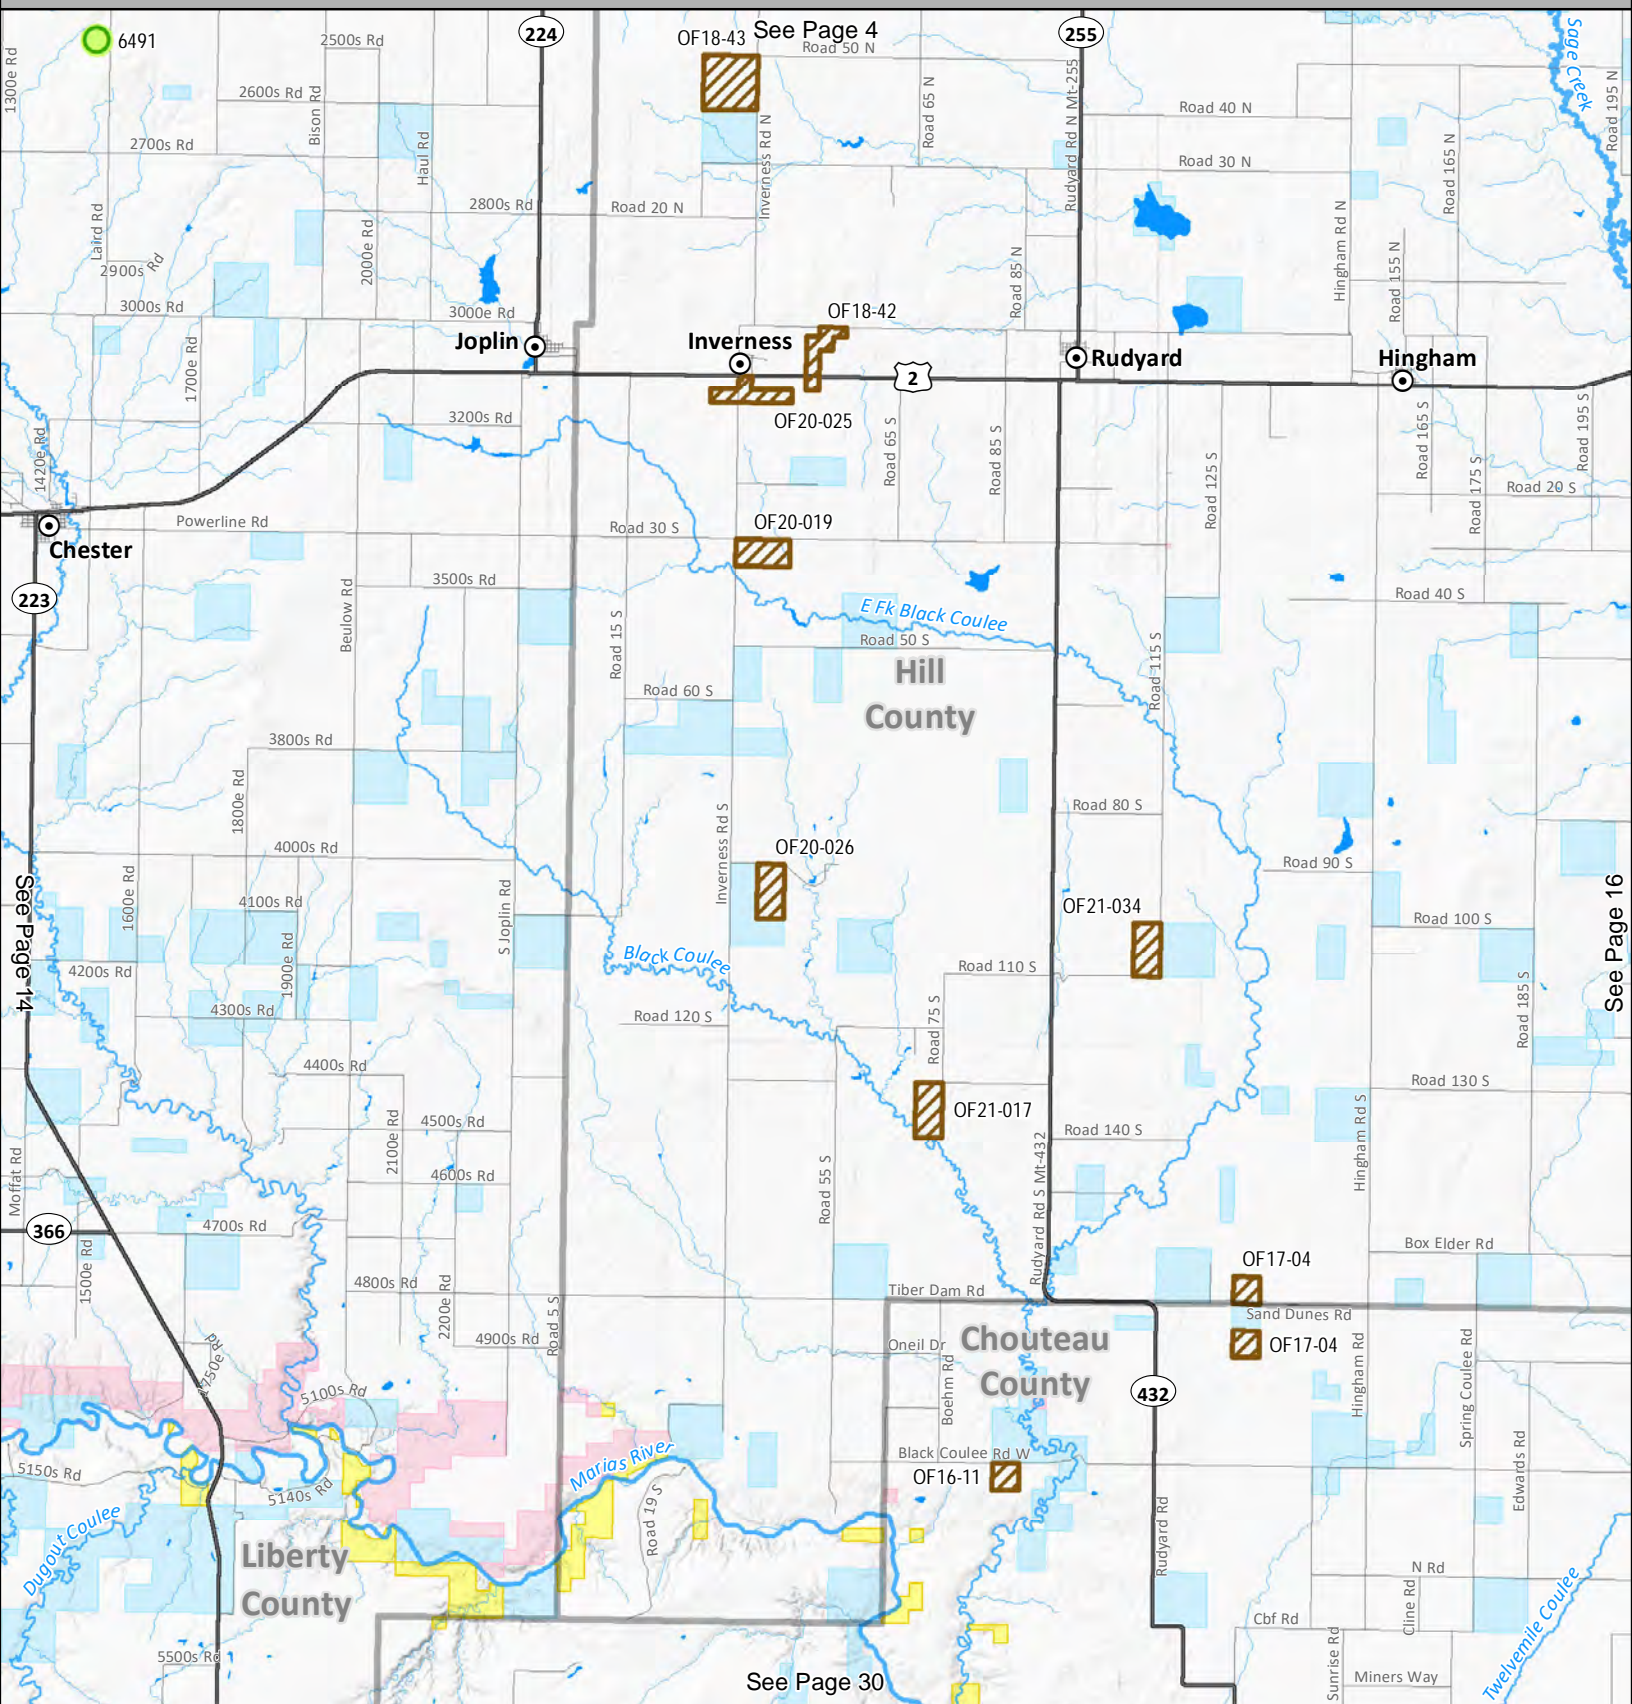 6491
2500s Rd
224
OF18-43
See Page 4
Road 50 N
255
Sage Creek
1300e Rd
2600s Rd
Bison Rd
Haul Rd
2700s Rd
Inverness Rd N
Road 65 N
Rudyard Rd N Mt-255
Road 40 N
Road 30 N
Road 165 N
Road 195 N
2800s Rd
Road 20 N
Laird Rd
2900s Rd
2000e Rd
Road 85 N
Hingham Rd N
Road 155 N
3000s Rd
3000e Rd
OF18-42
Joplin
Inverness
Rudyard
Hingham
1700e Rd
2
OF20-025
3200s Rd
1420e Rd
Road 65 S
Road 85 S
Road 125 S
Road 165 S
Road 175 S
Road 195 S
Road 20 S
Powerline Rd
Road 30 S
OF20-019
Chester
223
3500s Rd
Beulow Rd
Road 15 S
E Fk Black Coulee
Road 50 S
Road 40 S
Hill
County
Road 60 S
Road 115 S
3800s Rd
1800e Rd
Inverness Rd S
Road 80 S
4000s Rd
OF20-026
Road 90 S
See Page 14
1600e Rd
4100s Rd
S Joplin Rd
OF21-034
Road 100 S
See Page 16
4200s Rd
1900e Rd
Black Coulee
Road 110 S
4300s Rd
Road 120 S
Road 75 S
Road 185 S
4400s Rd
OF21-017
Road 130 S
2100e Rd
4500s Rd
Road 140 S
Rudyard Rd S Mt-432
Hingham Rd S
Moffat Rd
4600s Rd
Road 55 S
366
4700s Rd
1500e Rd
Box Elder Rd
OF17-04
4800s Rd
2200e Rd
Tiber Dam Rd
Sand Dunes Rd
4900s Rd
Road 5 S
Oneil Dr
Chouteau
County
OF17-04
1750e Rd
5100s Rd
Boehm Rd
432
Hingham Rd
Spring Coulee Rd
Marias River
Black Coulee Rd W
5150s Rd
5140s Rd
OF16-11
Edwards Rd
Road 19 S
Dugout Coulee
Rudyard Rd
Liberty
County
N Rd
Cline Rd
Cbf Rd
Twelvemile Coulee
5500s Rd
See Page 30
Sunrise Rd
Miners Way